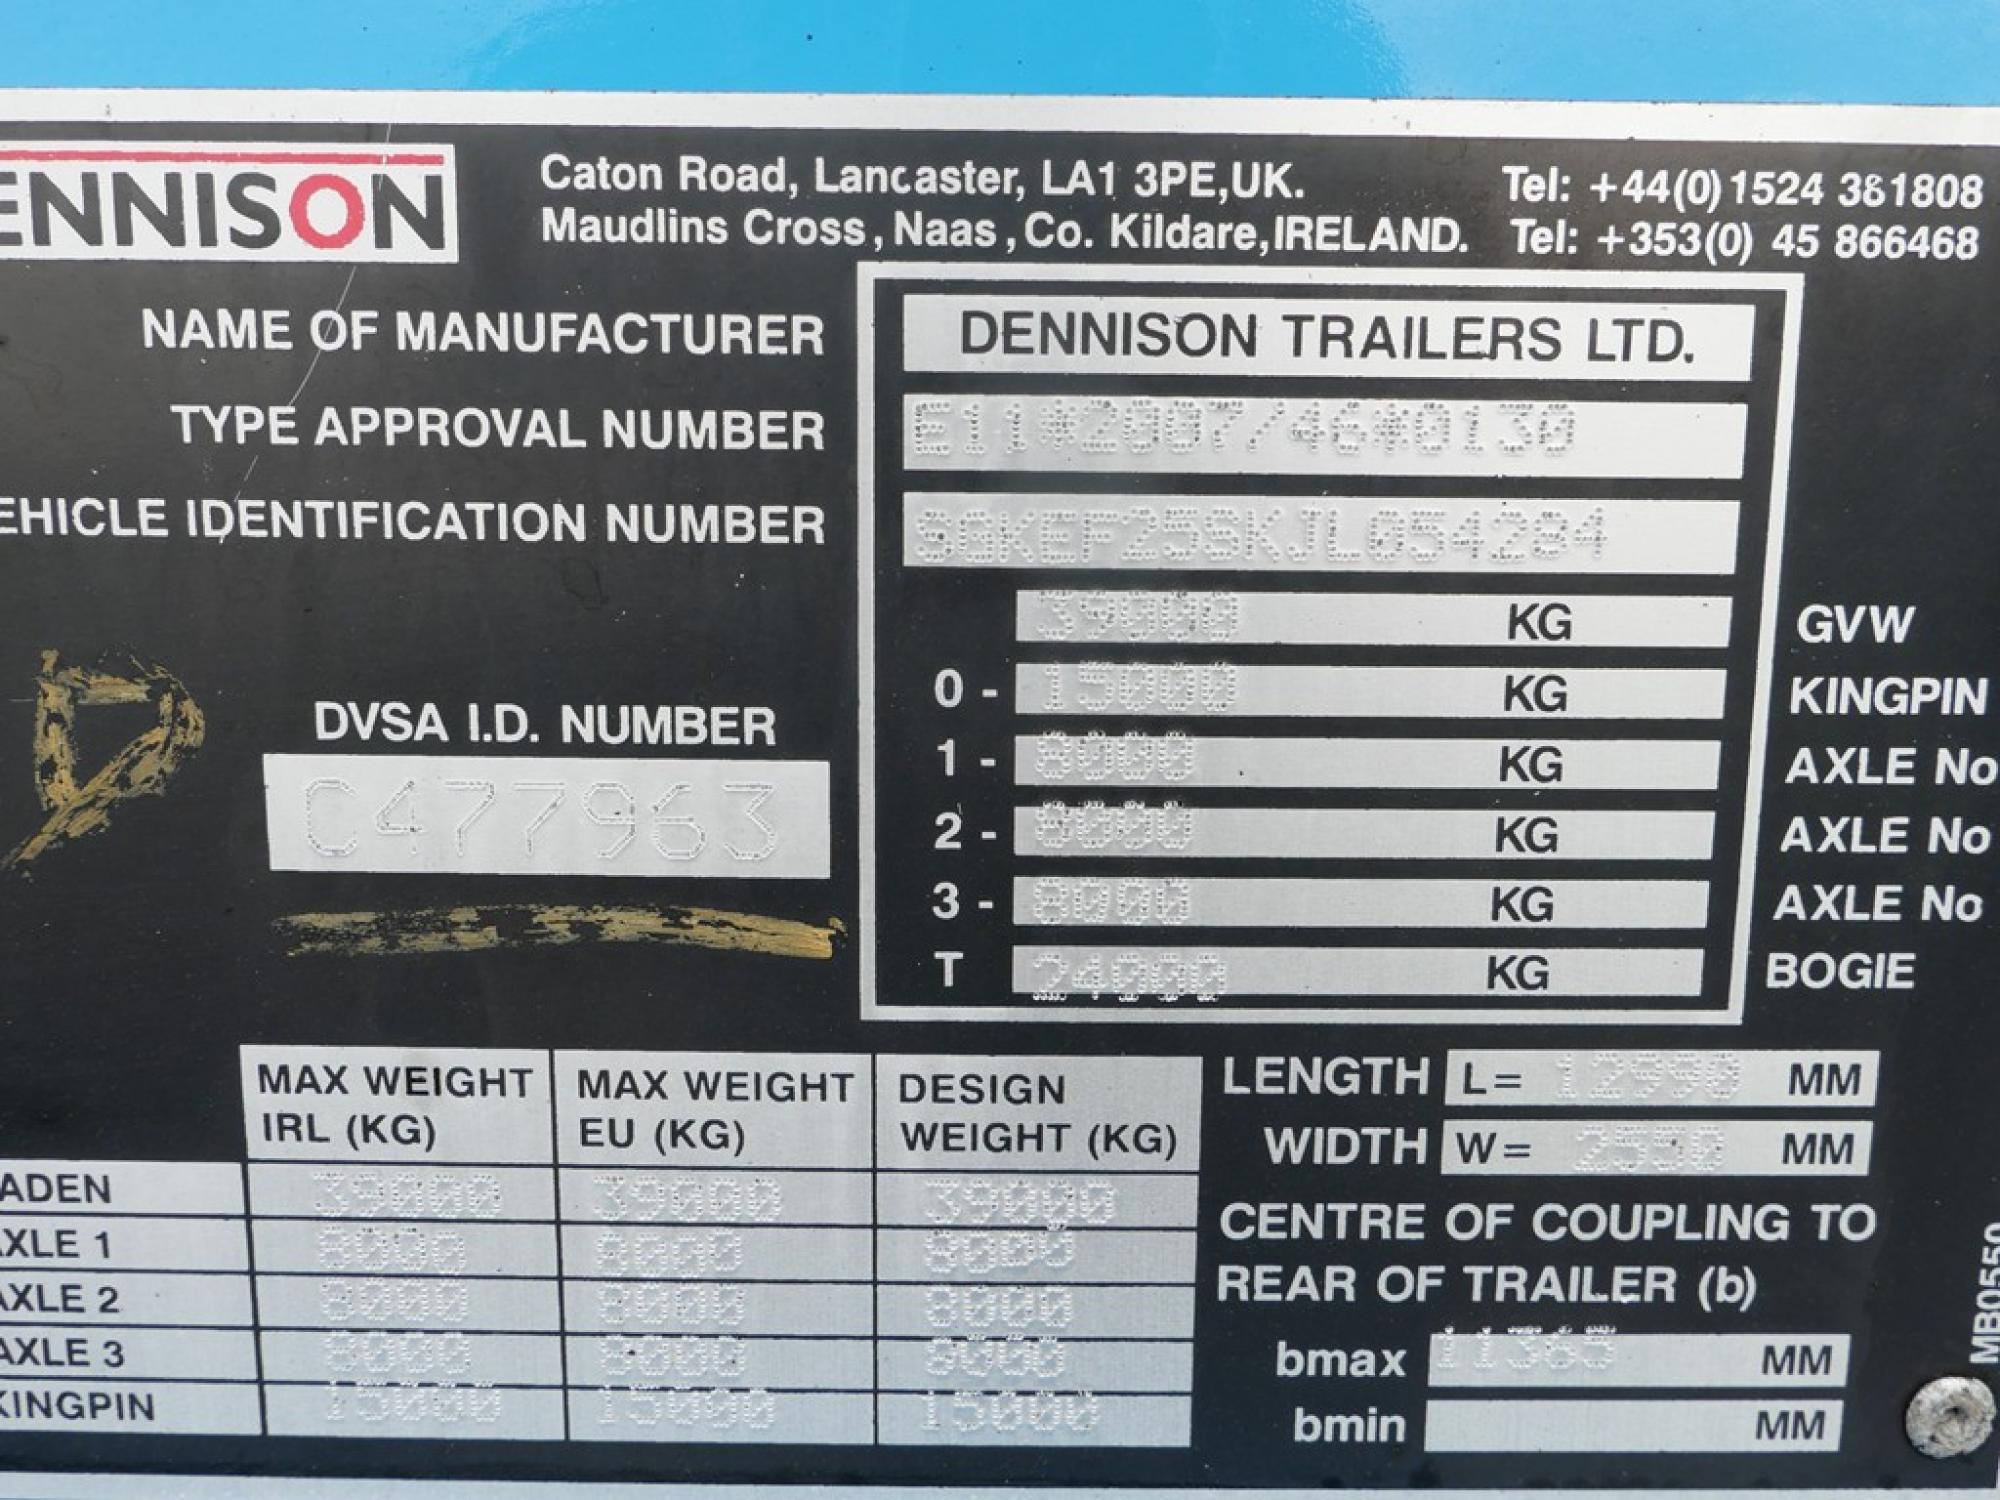 ENNISON
Caton Road, Lancaster, LA1 3PE,UK.
Tel: +44(0)1524 381808
Maudlins Cross, Naas, Co. Kildare, IRELAND.
Tel: +353(0) 45 866468
NAME OF MANUFACTURER DENNISON TRAILERS LTD.
TYPE APPROVAL NUMBER E11*2007/46*0130
EHICLE IDENTIFICATION NUMBER
39000 KG GVW
0- 15000 KG KINGPIN
1- 8000 KG AXLE No
2- 8000 KG AXLE No
3- 8000 KG AXLE No
T 24000 KG BOGIE
DVSA I.D. NUMBER
C477963
MAX WEIGHT IRL (KG) MAX WEIGHT EU (KG) DESIGN WEIGHT (KG)
ADEN 39000 39000 39000
XLE 1 8000 8000 8000
AXLE 2 8000 8000 8000
AXLE 3 8000 8000 8000
KINGPIN 15000 15000 15000
LENGTH L= 12990 MM
WIDTH W= 2550 MM
CENTRE OF COUPLING TO
REAR OF TRAILER (b)
bmax 11365 MM
bmin MM
MB0550